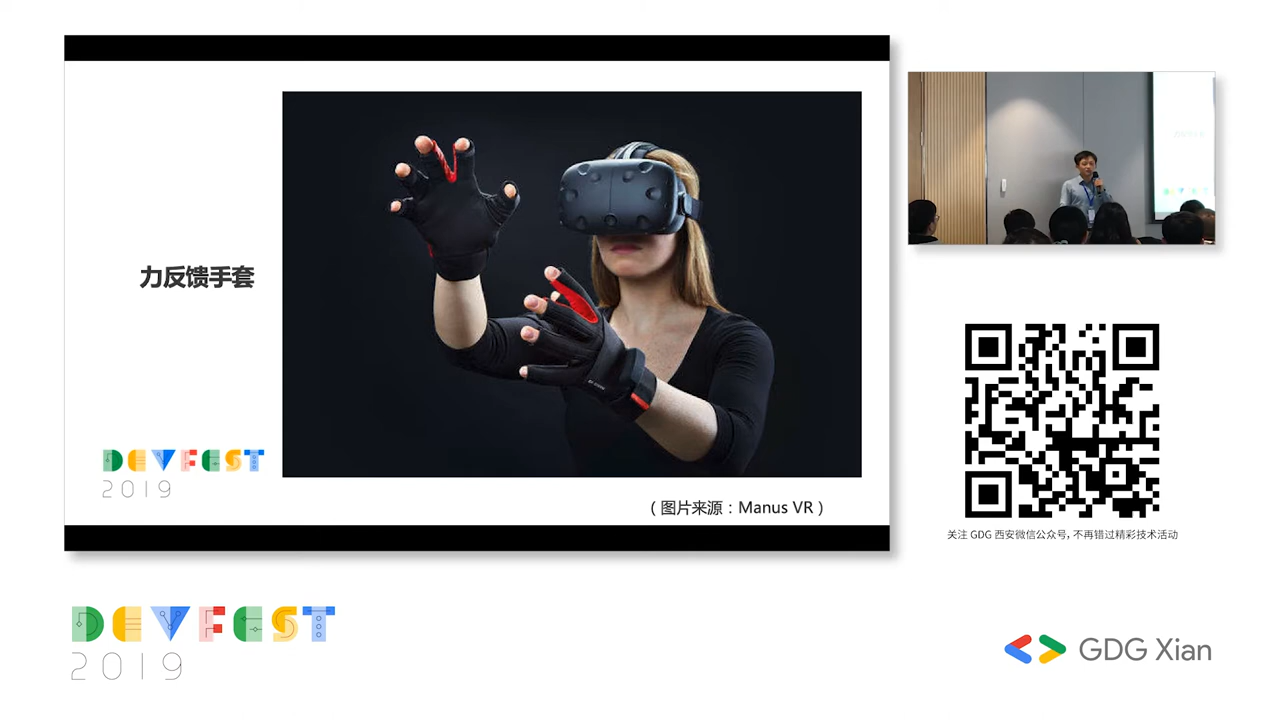 力反馈手套
DEVFEST
2019
（图片来源：Manus VR）
关注 GDG 西安微信公众号, 不再错过精彩技术活动
DEVFEST
2019
GDG Xian